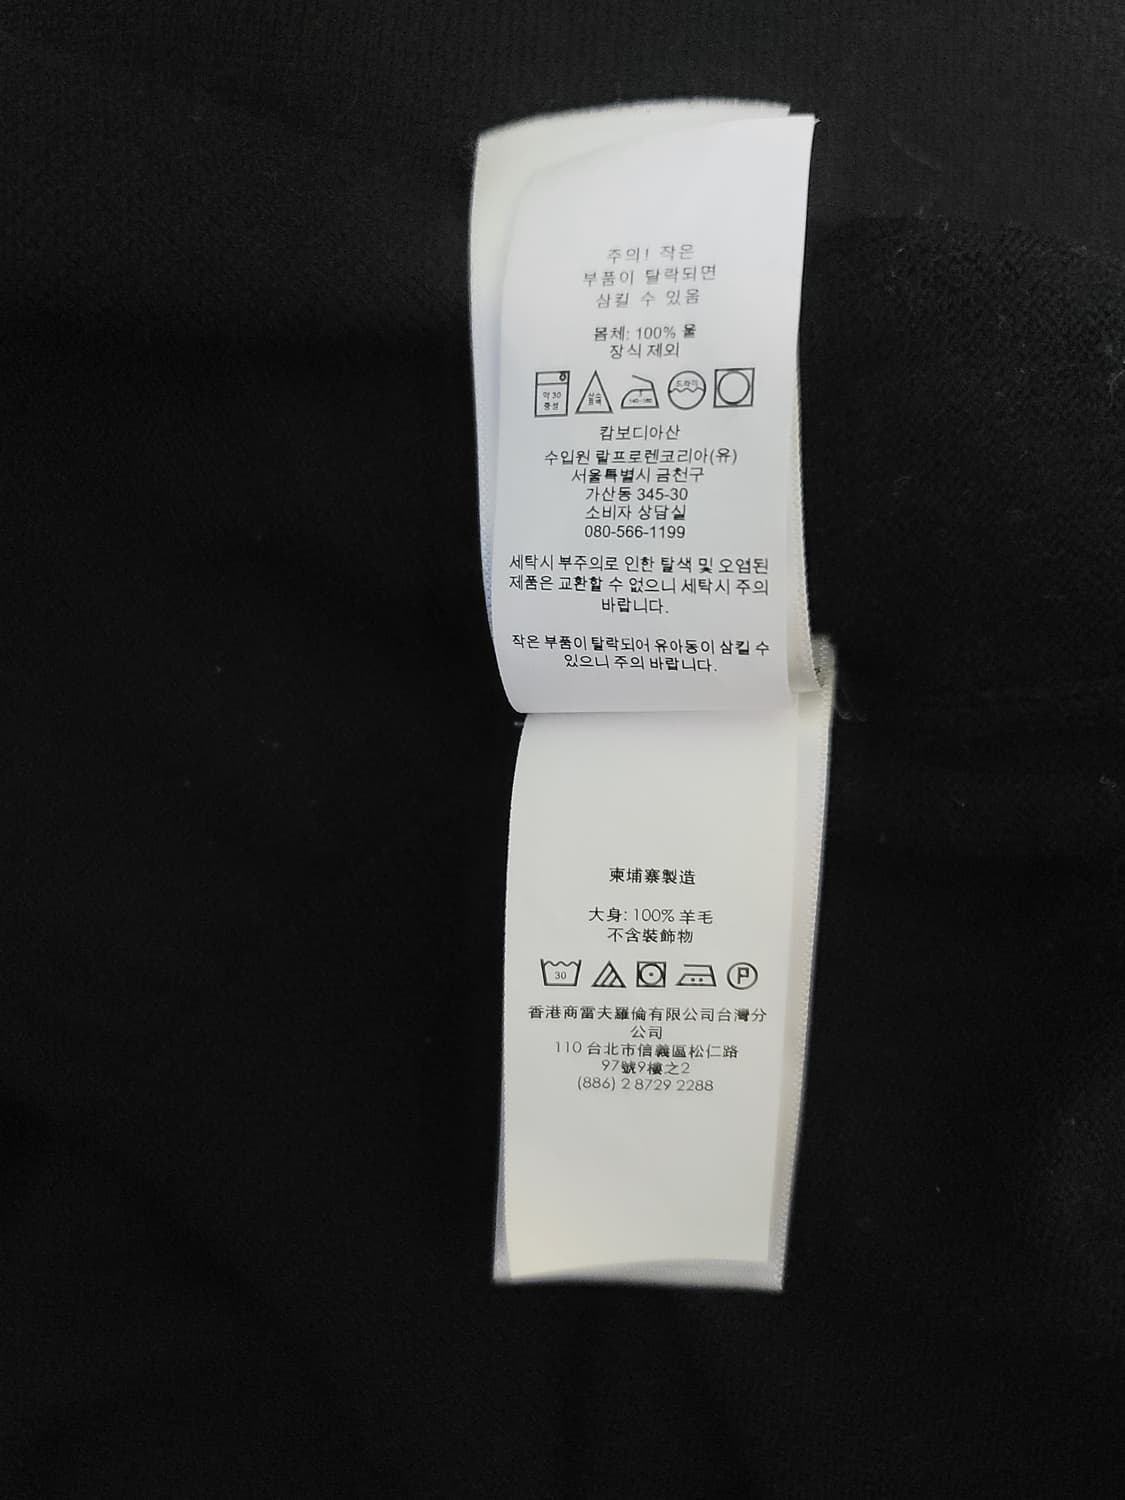 주의! 작은
부품이 탈락되면
삼킬 수 있음
몸체: 100% 울
장식 제외
약 30
중성
산소
표백
140~160
드라이
캄보디아산
수입원 랄프로렌코리아(유)
서울특별시 금천구
가산동 345-30
소비자 상담실
080-566-1199
세탁시 부주의로 인한 탈색 및 오염된
제품은 교환할 수 없으니 세탁시 주의
바랍니다.
작은 부품이 탈락되어 유아동이 삼킬 수
있으니 주의 바랍니다.
柬埔寨製造
大身: 100% 羊毛
不含裝飾物
30
P
香港商雷夫羅倫有限公司台灣分
公司
110 台北市信義區松仁路
97號9樓之2
(886) 2 8729 2288